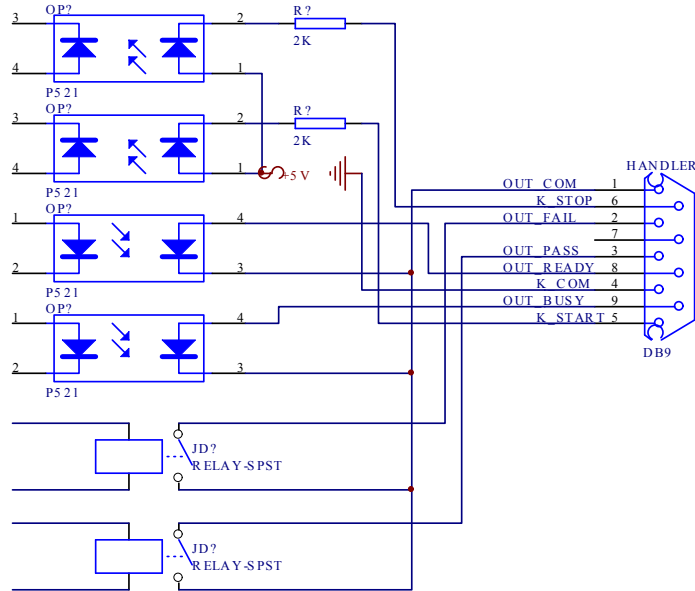 OP?
3
2
R?
2K
4
1
P521
OP?
3
2
R?
2K
4
1
+5V
P521
HANDLER
OUT_COM 1
K_STOP 6
OUT_FAIL 2
7
OUT_PASS 3
OUT_READY 8
K_COM 4
OUT_BUSY 9
K_START 5
DB9
OP?
1
4
2
3
P521
OP?
1
4
2
3
P521
JD?
RELAY-SPST
JD?
RELAY-SPST